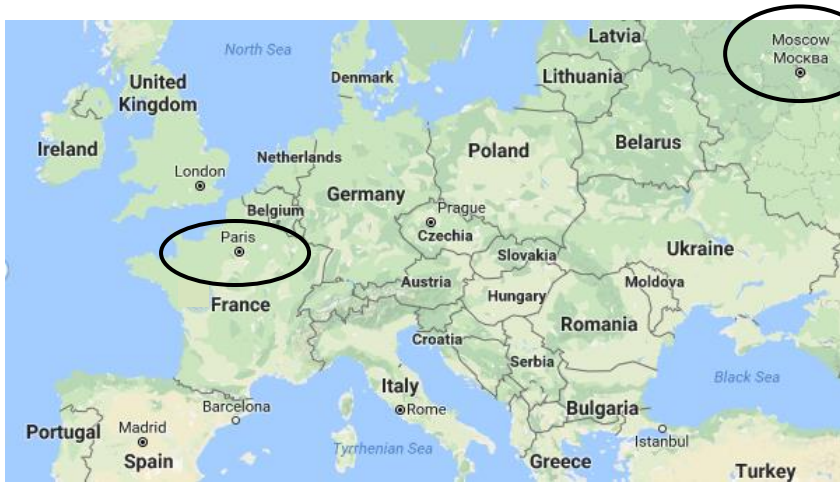 Latvia
Moscow
Москва
North Sea
Denmark
Lithuania
United
Kingdom
Ireland
Netherlands
Poland
Belarus
London
Germany
Belgium
Prague
Czechia
Paris
Slovakia
Ukraine
Austria
Moldova
France
Hungary
Romania
Croatia
Serbia
Italy
Black Sea
Barcelona
Rome
Bulgaria
Portugal
Madrid
Tyrrhenian Sea
Istanbul
Spain
Greece
Turkey